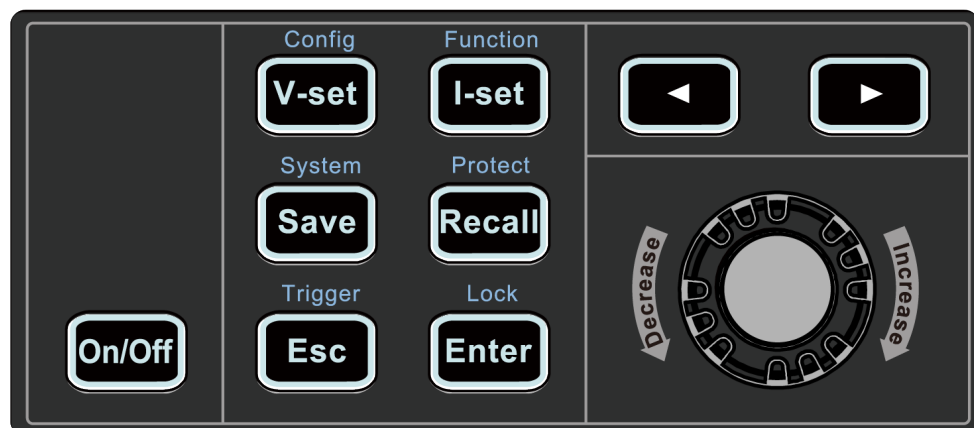 Config Function
V-set I-set
◄ ►
System Protect
Save Recall
Trigger Lock
On/Off Esc Enter
Decrease
Increase